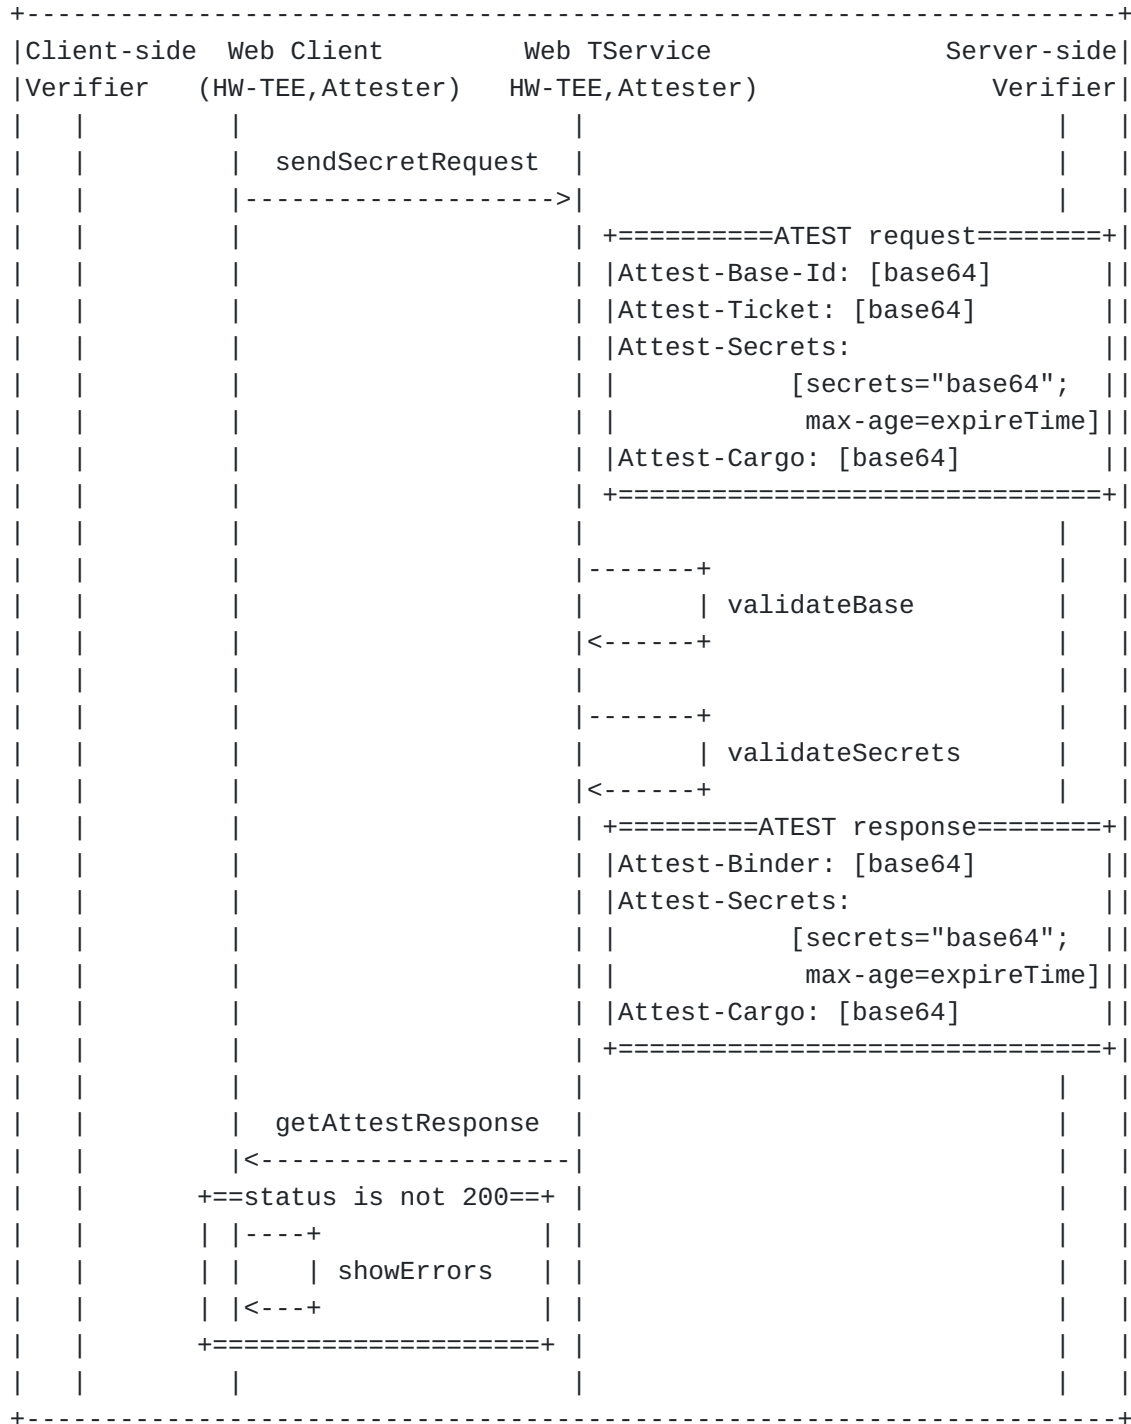 Client-side Web Client Web TService Server-side
Verifier (HW-TEE,Attester) HW-TEE,Attester) Verifier
sendSecretRequest
ATEST request
Attest-Base-Id: [base64]
Attest-Ticket: [base64]
Attest-Secrets:
[secrets="base64";
max-age=expireTime]
Attest-Cargo: [base64]
validateBase
validateSecrets
ATEST response
Attest-Binder: [base64]
Attest-Secrets:
[secrets="base64";
max-age=expireTime]
Attest-Cargo: [base64]
getAttestResponse
status is not 200
showErrors